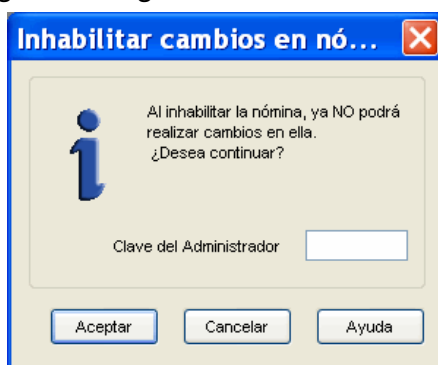 Inhabilitar cambios en nó...
Al inhabilitar la nómina, ya NO podrá
realizar cambios en ella.
¿Desea continuar?
Clave del Administrador
Aceptar
Cancelar
Ayuda